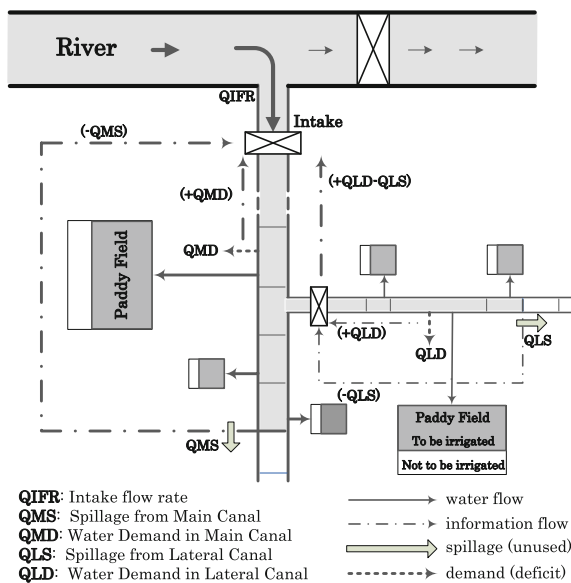 River
QIFR
Intake
(-QMS)
(+QMD)
(+QLD-QLS)
Paddy Field
QMD
(+QLD)
QLD
QLS
(-QLS)
QMS
Paddy Field
To be irrigated
Not to be irrigated
QIFR: Intake flow rate
QMS: Spillage from Main Canal
QMD: Water Demand in Main Canal
QLS: Spillage from Lateral Canal
QLD: Water Demand in Lateral Canal
water flow
information flow
spillage (unused)
demand (deficit)